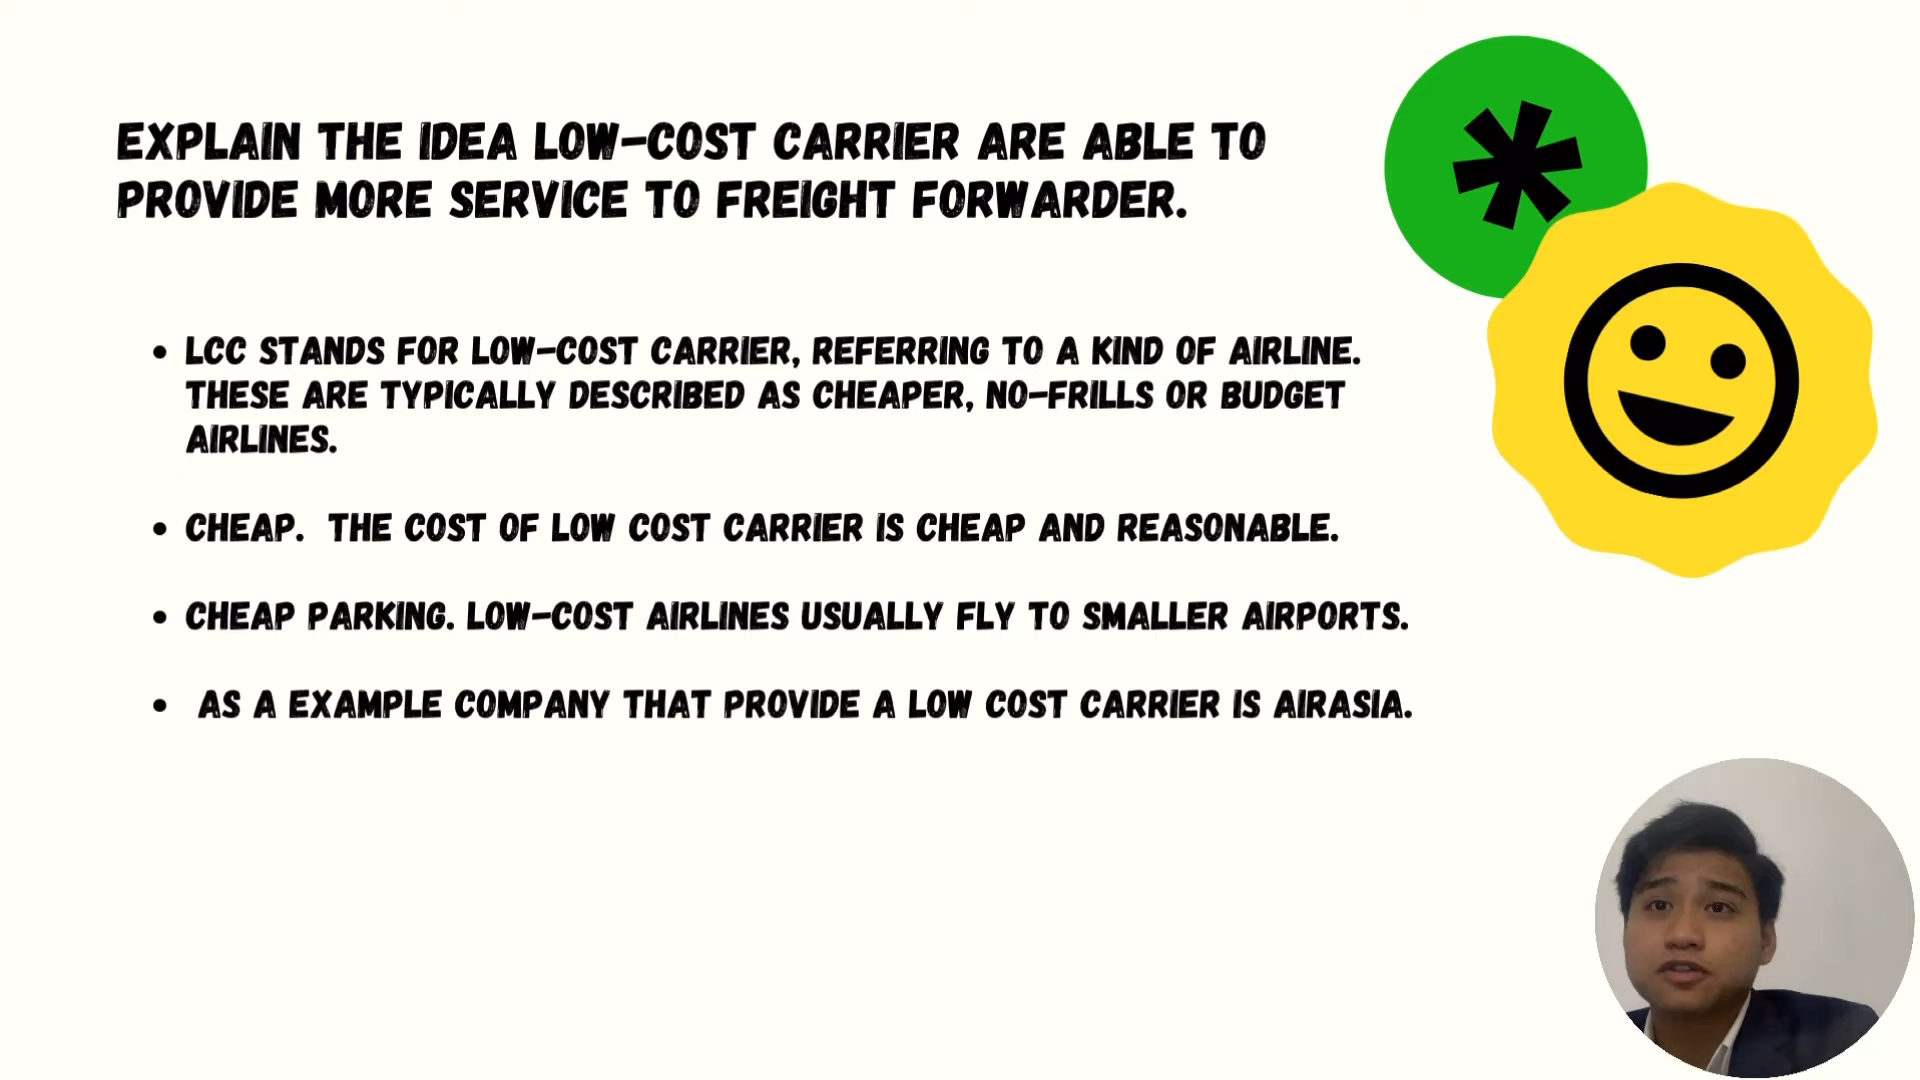 EXPLAIN THE IDEA LOW-COST CARRIER ARE ABLE TO
PROVIDE MORE SERVICE TO FREIGHT FORWARDER.
• LCC STANDS FOR LOW-COST CARRIER, REFERRING TO A KIND OF AIRLINE.
THESE ARE TYPICALLY DESCRIBED AS CHEAPER, NO-FRILLS OR BUDGET
AIRLINES.
• CHEAP. THE COST OF LOW COST CARRIER IS CHEAP AND REASONABLE.
• CHEAP PARKING. LOW-COST AIRLINES USUALLY FLY TO SMALLER AIRPORTS.
• AS A EXAMPLE COMPANY THAT PROVIDE A LOW COST CARRIER IS AIRASIA.